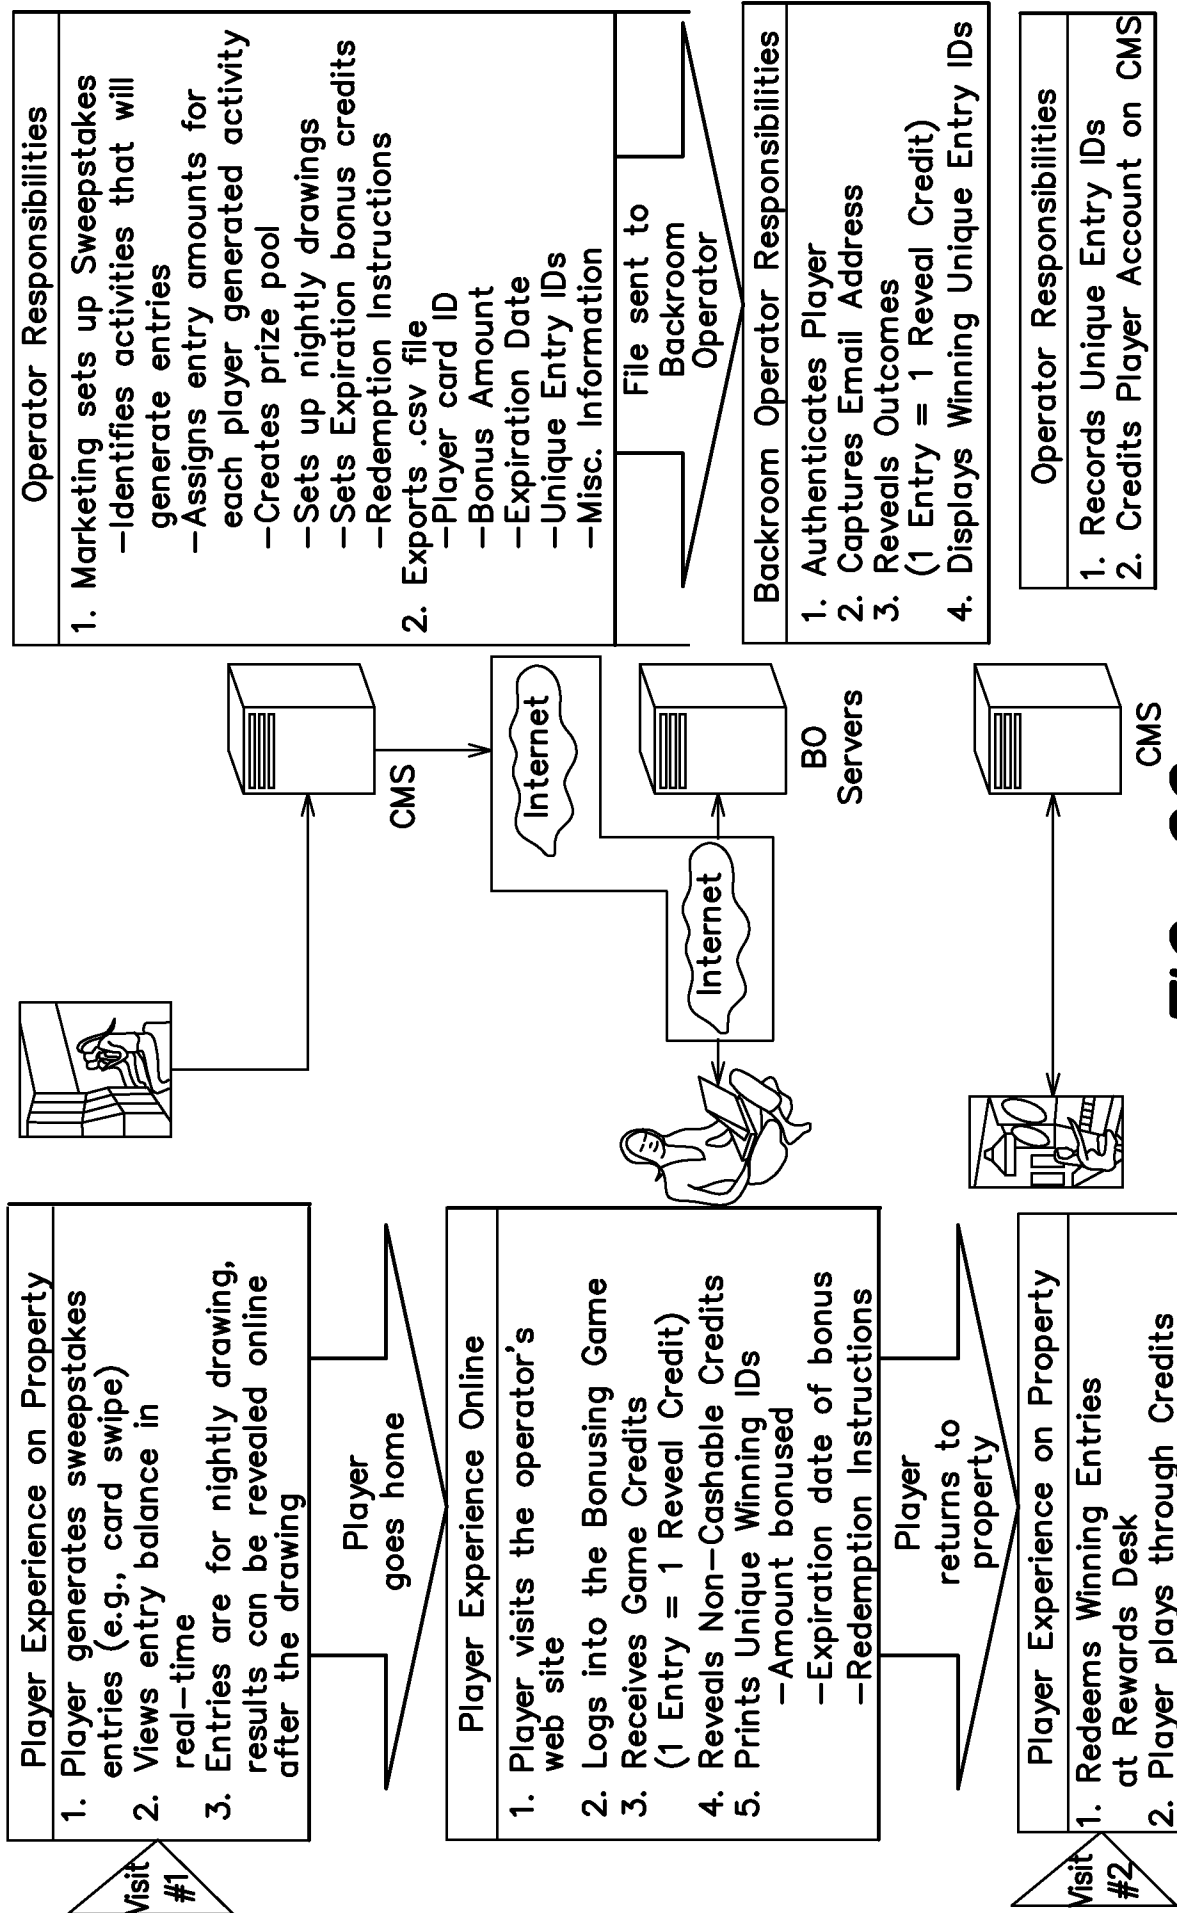 Visit
#1
Player Experience on Property
1. Player generates sweepstakes
entries (e.g., card swipe)
2. Views entry balance in
real-time
3. Entries are for nightly drawing,
results can be revealed online
after the drawing
Player
goes home
Player Experience Online
1. Player visits the operator's
web site
2. Logs into the Bonusing Game
3. Receives Game Credits
(1 Entry = 1 Reveal Credit)
4. Reveals Non-Cashable Credits
5. Prints Unique Winning IDs
-Amount bonused
-Expiration date of bonus
-Redemption Instructions
Player
returns to
property
Visit
#2
Player Experience on Property
1. Redeems Winning Entries
at Rewards Desk
2. Player plays through Credits
CMS
Internet
Internet
BO
Servers
CMS
Operator Responsibilities
1. Marketing sets up Sweepstakes
-Identifies activities that will
generate entries
-Assigns entry amounts for
each player generated activity
-Creates prize pool
-Sets up nightly drawings
-Sets Expiration bonus credits
-Redemption Instructions
2. Exports .csv file
-Player card ID
-Bonus Amount
-Expiration Date
-Unique Entry IDs
-Misc. Information
File sent to
Backroom
Operator
Backroom Operator Responsibilities
1. Authenticates Player
2. Captures Email Address
3. Reveals Outcomes
(1 Entry = 1 Reveal Credit)
4. Displays Winning Unique Entry IDs
Operator Responsibilities
1. Records Unique Entry IDs
2. Credits Player Account on CMS